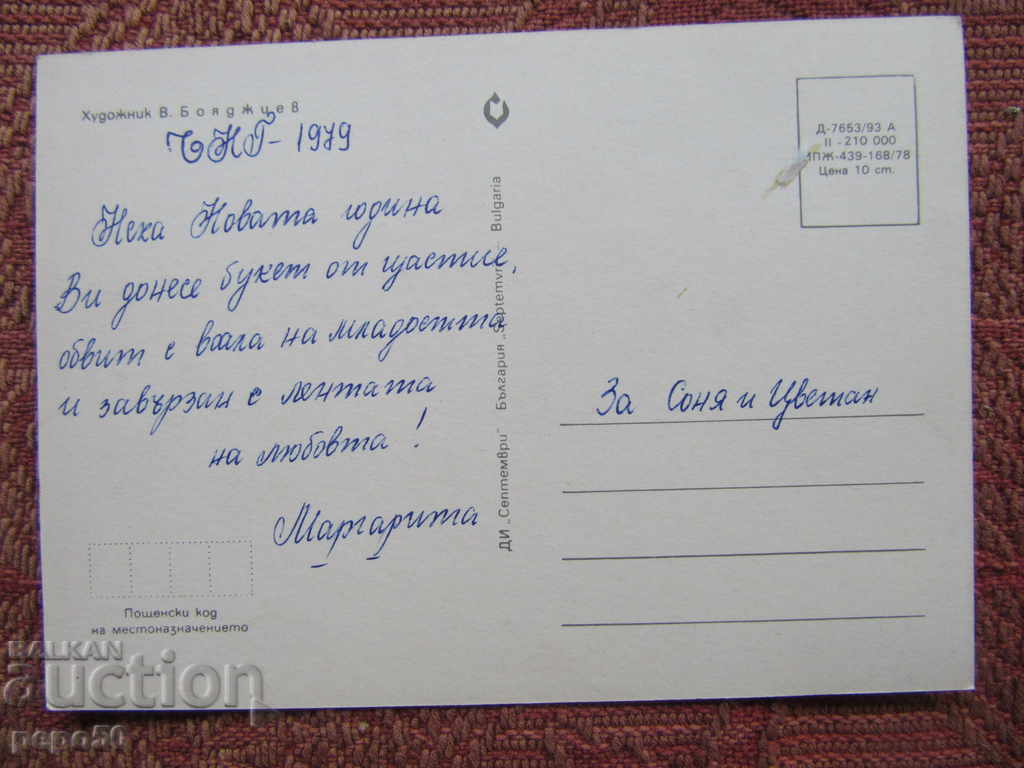 Художник В. Бояджиев
ЧНГ - 1979
Нека Новата година
Ви донесе букет от щастие,
обвит с воала на младостта
и завързан с лентата
на любовта!
Маргарита
Пощенски код
на местоназначението
ДИ „Септември" България „Septemvri" - Bulgaria
Д-7653/93 А
II - 210 000
ИПЖ-439-168/78
Цена 10 ст.
За Соня и Цветан
BALKAN
auction
pepo50